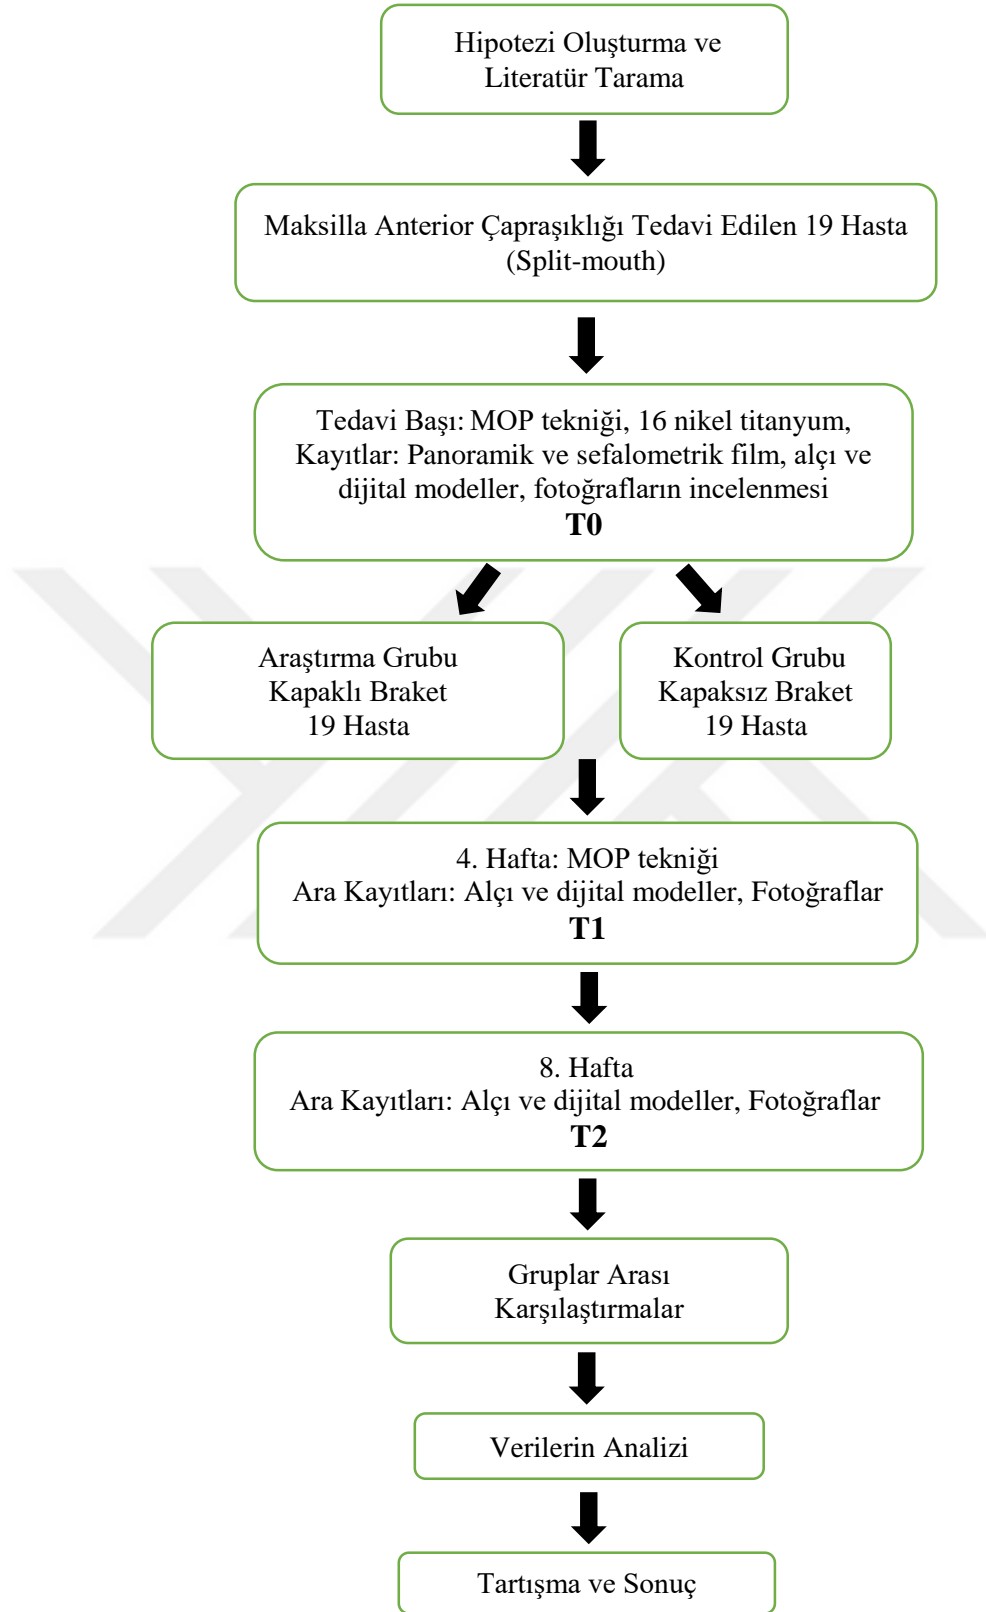 Hipotezi Oluşturma ve
Literatür Tarama
Maksilla Anterior Çapraşıklığı Tedavi Edilen 19 Hasta
(Split-mouth)
Tedavi Başı: MOP tekniği, 16 nikel titanyum,
Kayıtlar: Panoramik ve sefalometrik film, alçı ve
dijital modeller, fotoğrafların incelenmesi
T0
Araştırma Grubu
Kapaklı Braket
19 Hasta
Kontrol Grubu
Kapaksız Braket
19 Hasta
4. Hafta: MOP tekniği
Ara Kayıtları: Alçı ve dijital modeller, Fotoğraflar
T1
8. Hafta
Ara Kayıtları: Alçı ve dijital modeller, Fotoğraflar
T2
Gruplar Arası
Karşılaştırmalar
Verilerin Analizi
Tartışma ve Sonuç